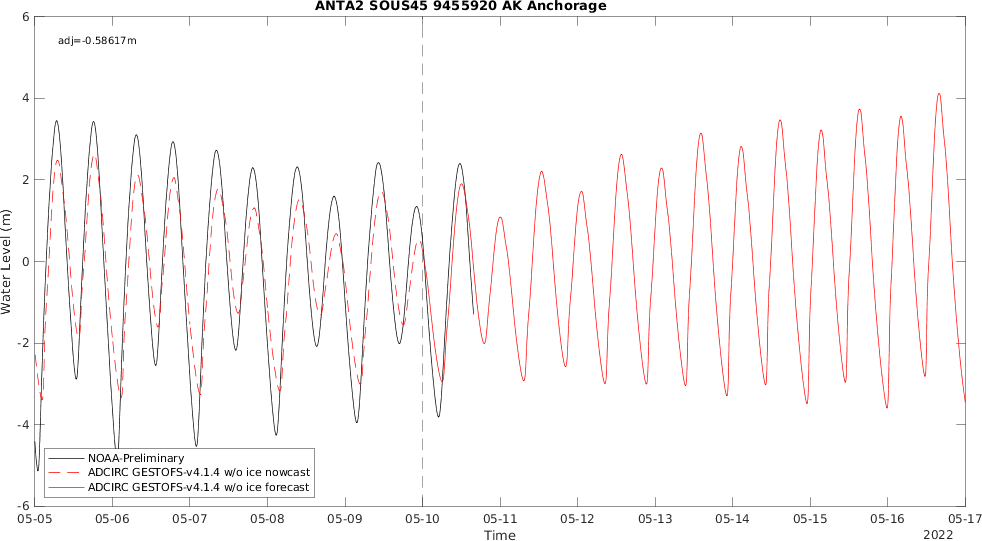 ANTA2 SOUS45 9455920 AK Anchorage
adj=-0.58617m
6
4
2
0
-2
-4
-6
Water Level (m)
NOAA-Preliminary
ADCIRC GESTOFS-v4.1.4 w/o ice nowcast
ADCIRC GESTOFS-v4.1.4 w/o ice forecast
05-05 05-06 05-07 05-08 05-09 05-10 05-11 05-12 05-13 05-14 05-15 05-16 05-17
Time
2022